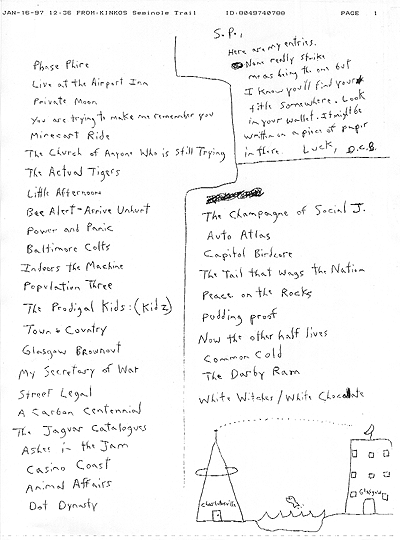 JAN-16-97 12:36 FROM-KINKOS Seminole Trail ID-8049740788 PAGE 1
S.P.,
Here are my entries.
None really strike
me as being the one but
I know you'll find your
title somewhere. Look
in your wallet. It might be
written on a piece of paper
in there. Luck, D.C.B.
Phase Phire
Live at the Airport Inn
Private Moon
You are trying to make me remember you
Minecart Ride
The Church of Anyone Who is Still Trying
The Actual Tigers
Little Afternoons
Bee Alert - Arrive Unhurt
Power and Panic
Baltimore Colts
Indoors the Machine
Population Three
The Prodigal Kids: (Kidz)
Town & Country
Glasgow Brownout
My Secretary of War
Street Legal
A Carbon Centennial
The Jaguar Catalogues
Ashes in the Jam
Casino Coast
Animal Affairs
Dot Dynasty
The Champagne of Social J.
Auto Atlas
Capitol Birdcore
The Tail that Wags the Nation
Peace on the Rocks
Pudding proof
Now the other half lives
Common Cold
The Darby Ram
White Witches / White Chocolate
Charlottesville
Glasgow